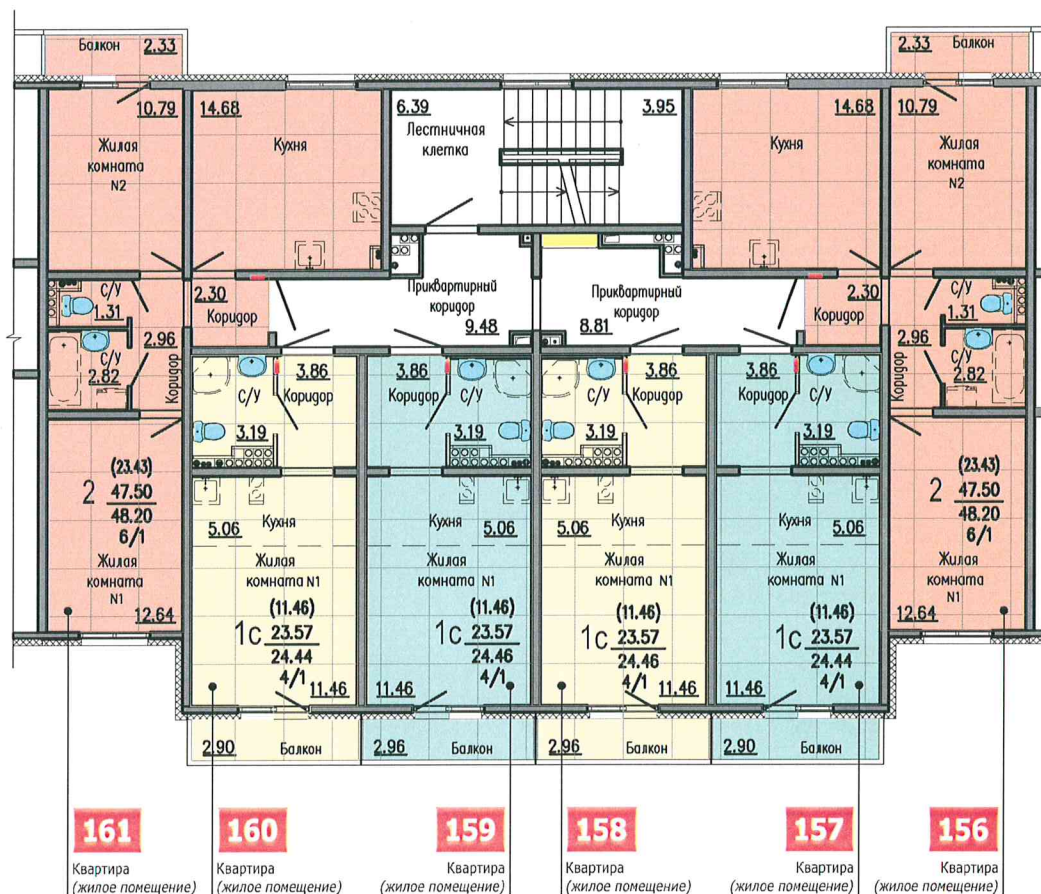 Балкон 2.33
2.33 Балкон
10.79
14.68
6.39
3.95
14.68
10.79
Жилая
комната
N2
Кухня
Лестничная
клетка
Кухня
Жилая
комната
N2
С/У
1.31
2.30
Коридор
Приквартирный
коридор
9.48
Приквартирный
коридор
8.81
2.30
Коридор
С/У
1.31
2.96
С/У
2.82
Коридор
2.96
С/У
2.82
Коридор
С/У
3.19
3.86
Коридор
3.86
Коридор
С/У
3.19
С/У
3.19
3.86
Коридор
3.86
Коридор
С/У
3.19
2
(23.43)
47.50
48.20
6/1
Жилая
комната
N1
12.64
5.06
Кухня
Жилая
комната N1
1С
(11.46)
23.57
24.44
4/1
11.46
Кухня
5.06
Жилая
комната N1
1С
(11.46)
23.57
24.46
4/1
11.46
5.06
Кухня
Жилая
комната N1
1С
(11.46)
23.57
24.46
4/1
11.46
Кухня
5.06
Жилая
комната N1
1С
(11.46)
23.57
24.44
4/1
11.46
2
(23.43)
47.50
48.20
6/1
Жилая
комната
N1
12.64
2.90 Балкон
2.96 Балкон
2.96 Балкон
2.90 Балкон
161
Квартира
(жилое помещение)
160
Квартира
(жилое помещение)
159
Квартира
(жилое помещение)
158
Квартира
(жилое помещение)
157
Квартира
(жилое помещение)
156
Квартира
(жилое помещение)